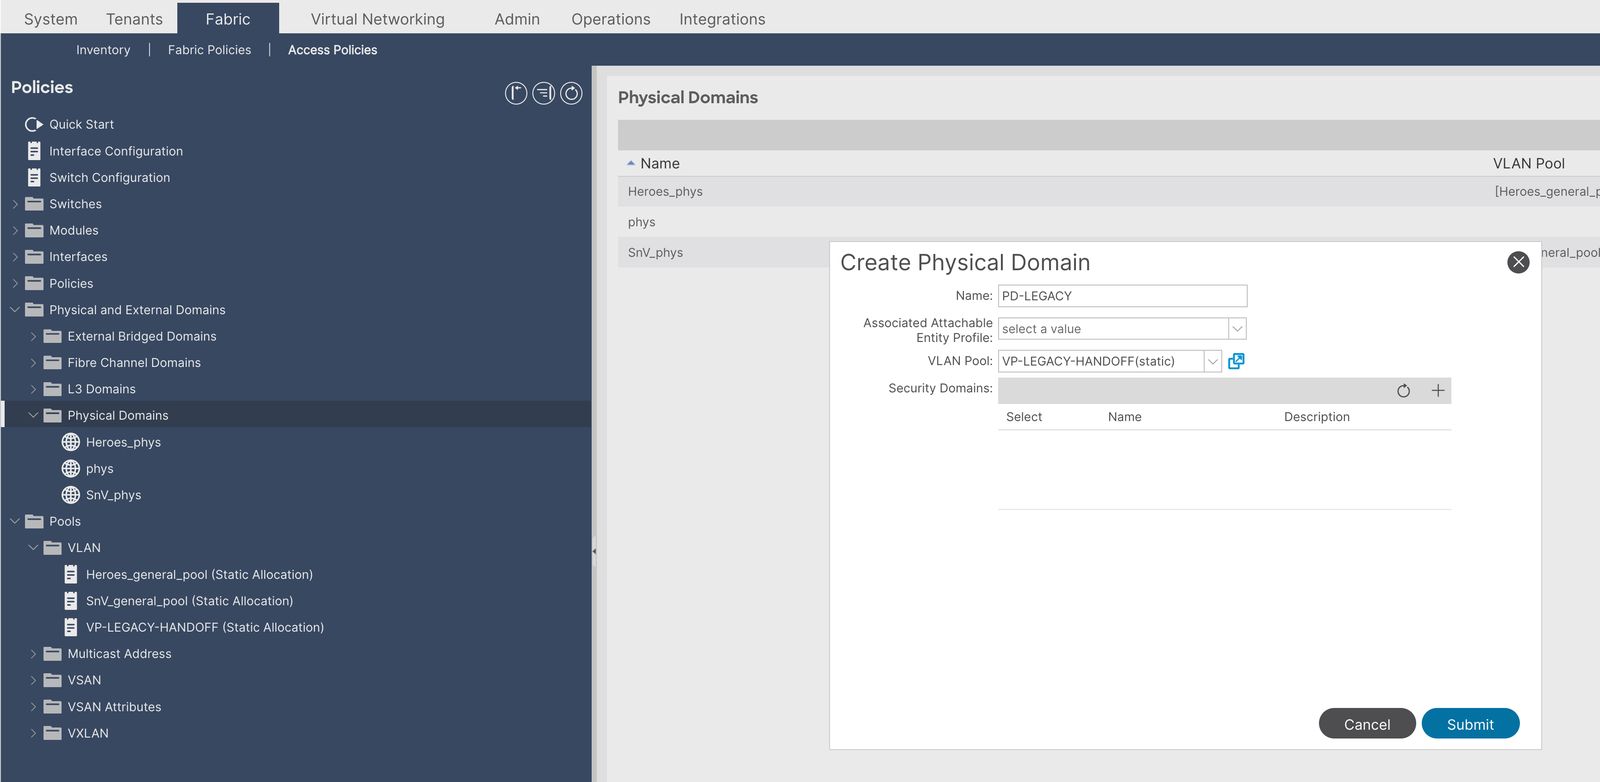 System Tenants Fabric Virtual Networking Admin Operations Integrations
Inventory | Fabric Policies | Access Policies
Policies
Quick Start
Interface Configuration
Switch Configuration
Switches
Modules
Interfaces
Policies
Physical and External Domains
External Bridged Domains
Fibre Channel Domains
L3 Domains
Physical Domains
Heroes_phys
phys
SnV_phys
Pools
VLAN
Heroes_general_pool (Static Allocation)
SnV_general_pool (Static Allocation)
VP-LEGACY-HANDOFF (Static Allocation)
Multicast Address
VSAN
VSAN Attributes
VXLAN
Physical Domains
Name VLAN Pool
Heroes_phys [Heroes_general_p
phys
SnV_phys neral_pool
Create Physical Domain
Name: PD-LEGACY
Associated Attachable
Entity Profile: select a value
VLAN Pool: VP-LEGACY-HANDOFF(static)
Security Domains:
Select Name Description
Cancel Submit